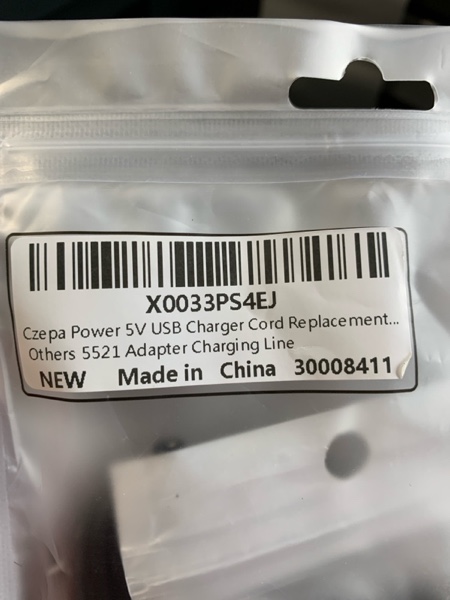 X0033PS4EJ
Czepa Power 5V USB Charger Cord Replacement...
Others 5521 Adapter Charging Line
NEW Made in China 30008411